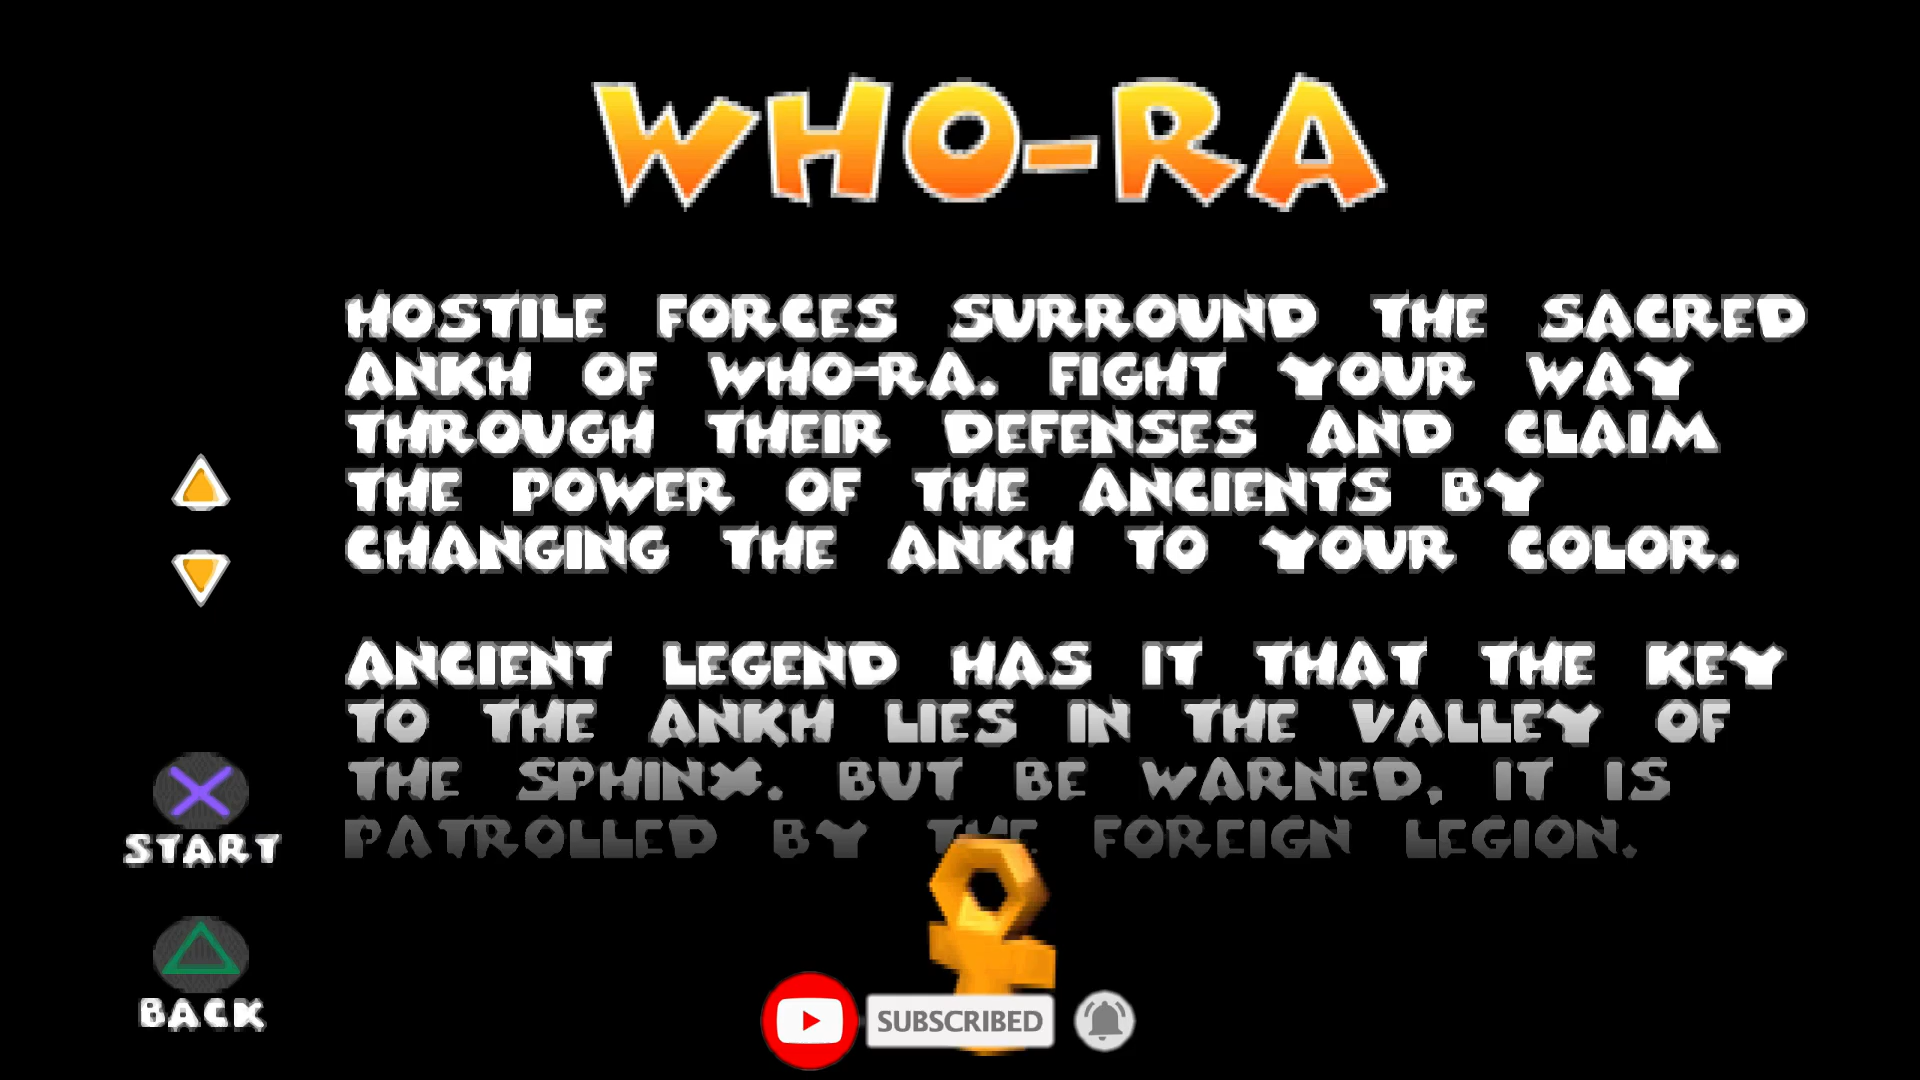 WHO-RA
HOSTILE FORCES SURROUND THE SACRED
ANKH OF WHO-RA. FIGHT YOUR WAY
THROUGH THEIR DEFENSES AND CLAIM
THE POWER OF THE ANCIENTS BY
CHANGING THE ANKH TO YOUR COLOR.
ANCIENT LEGEND HAS IT THAT THE KEY
TO THE ANKH LIES IN THE VALLEY OF
THE SPHINX. BUT BE WARNED, IT IS
PATROLLED BY THE FOREIGN LEGION.
START
BACK
SUBSCRIBED